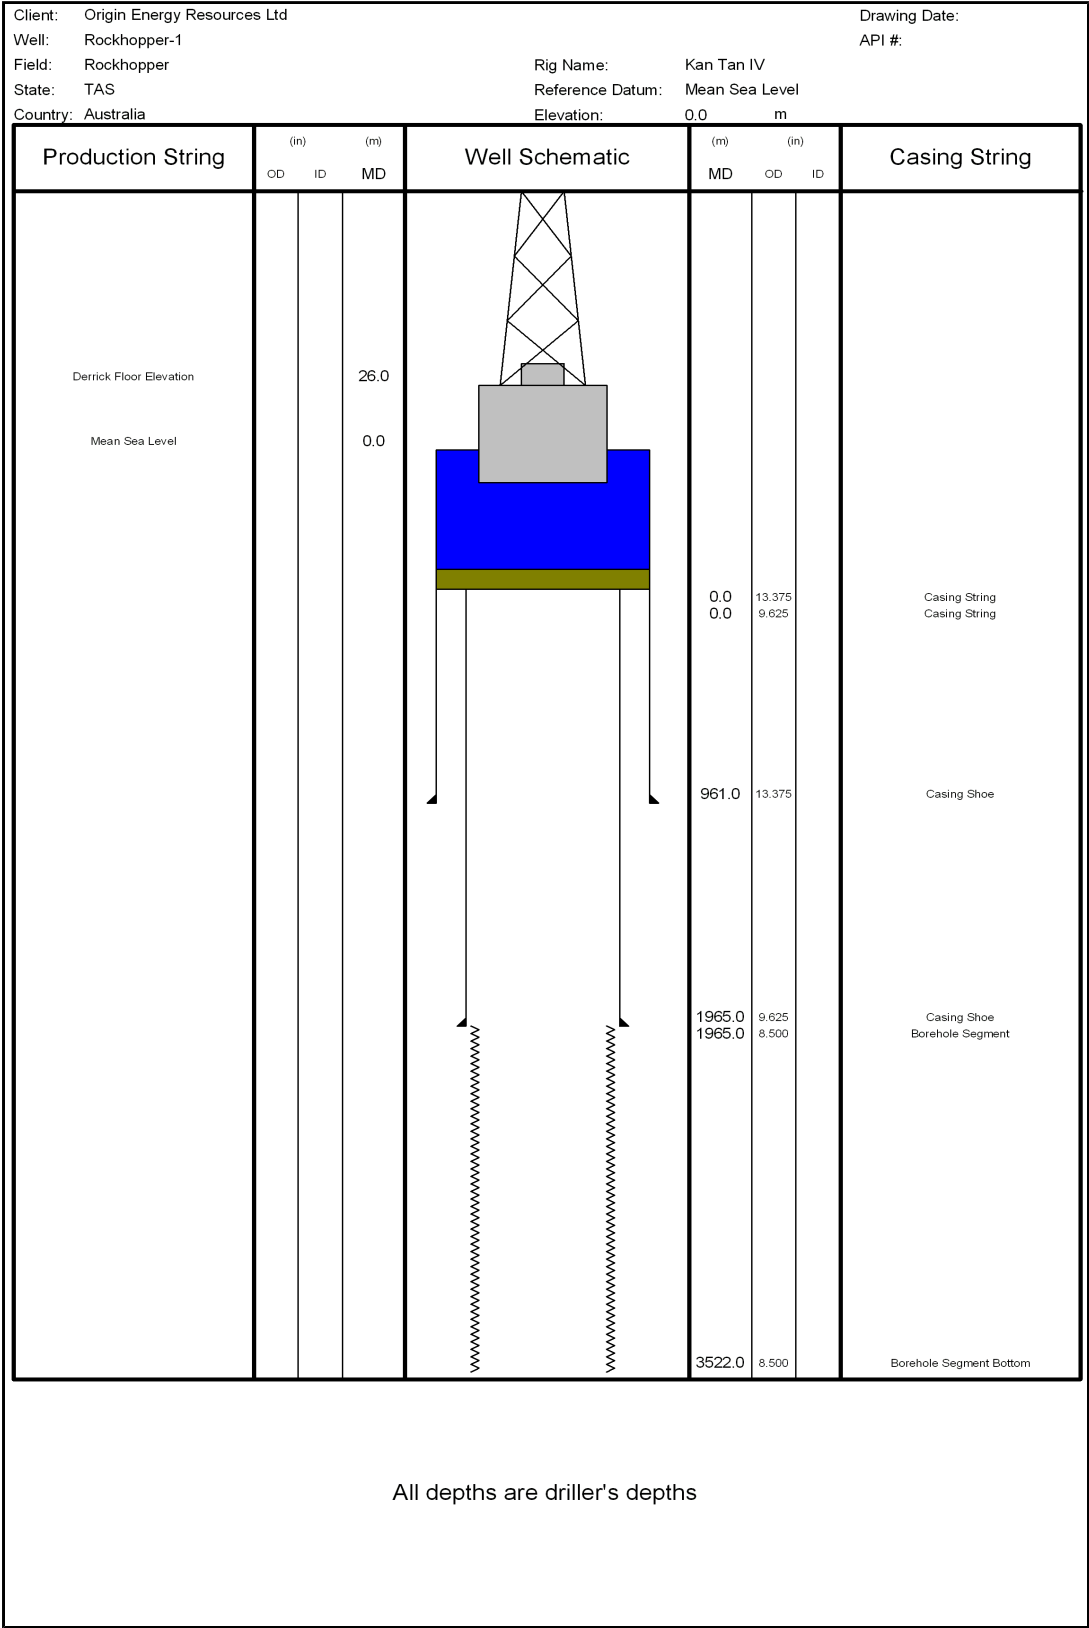 Client: Origin Energy Resources Ltd Drawing Date:
Well: Rockhopper-1 API #:
Field: Rockhopper Rig Name: Kan Tan IV
State: TAS Reference Datum: Mean Sea Level
Country: Australia Elevation: 0.0 m
Production String (in) (m) Well Schematic (m) (in) Casing String
OD ID MD MD OD ID
Derrick Floor Elevation 26.0
Mean Sea Level 0.0
0.0 13.375 Casing String
0.0 9.625 Casing String
961.0 13.375 Casing Shoe
1965.0 9.625 Casing Shoe
1965.0 8.500 Borehole Segment
3522.0 8.500 Borehole Segment Bottom
All depths are driller's depths